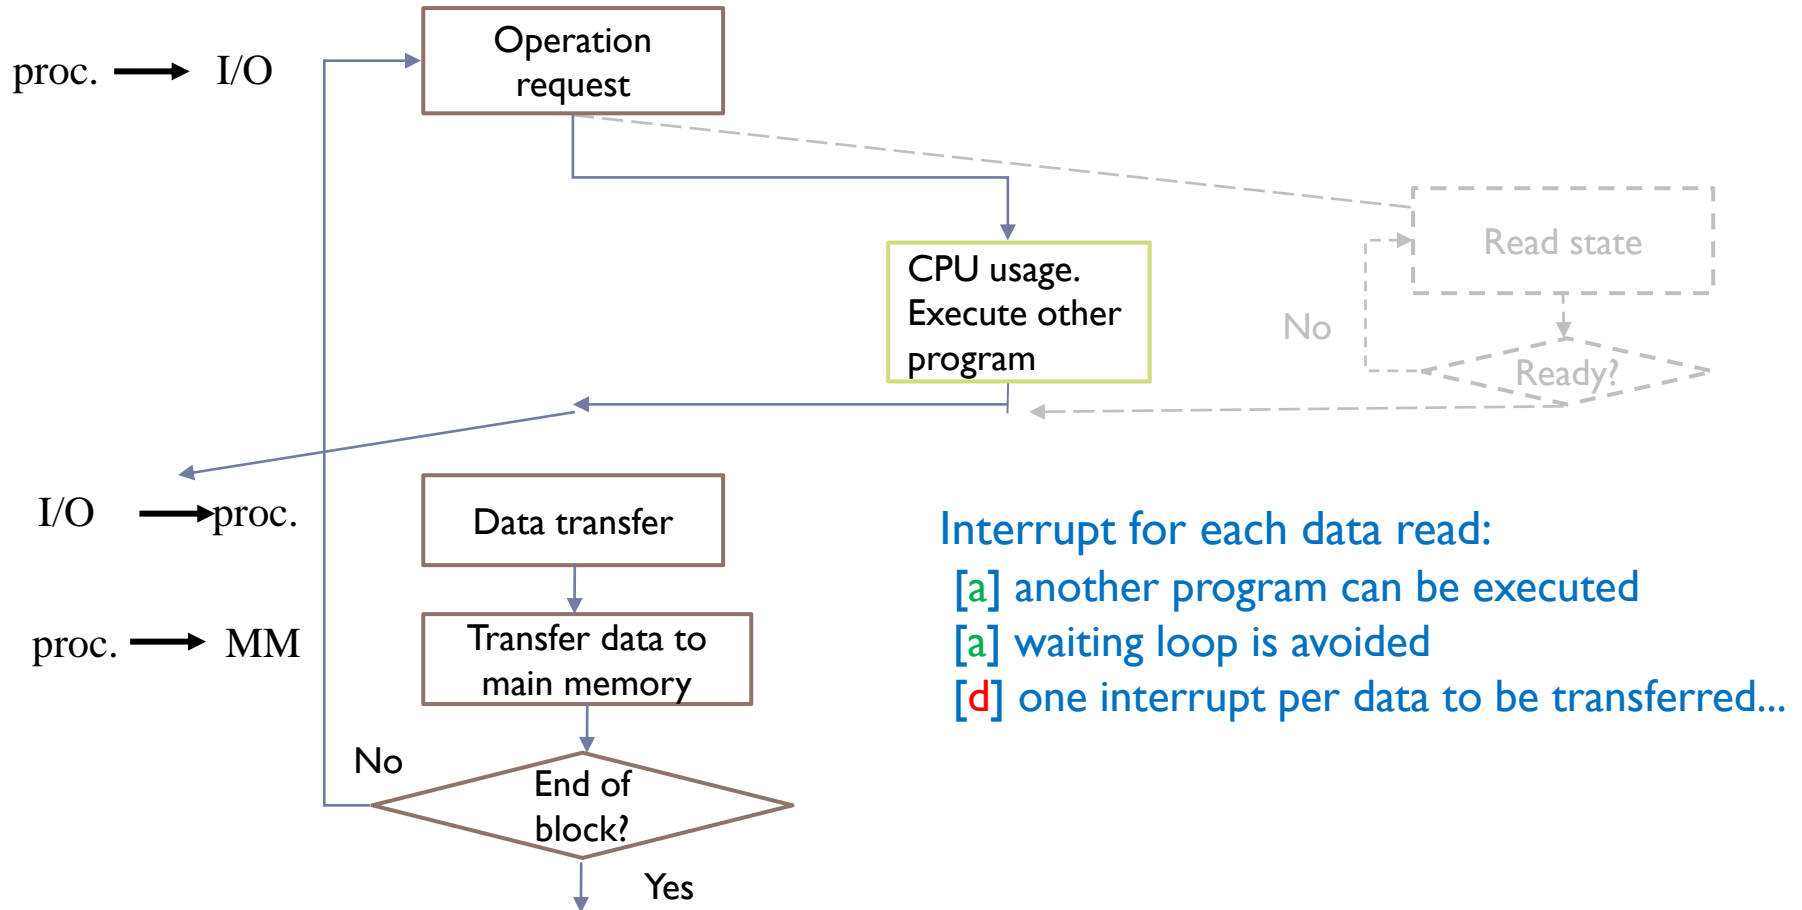 Operation
request
proc. I/O
Read state
CPU usage.
Execute other
program
No
Ready?
I/O proc.
Data transfer
Interrupt for each data read:
[a] another program can be executed
[a] waiting loop is avoided
[d] one interrupt per data to be transferred...
proc. MM
Transfer data to
main memory
No
End of
block?
Yes